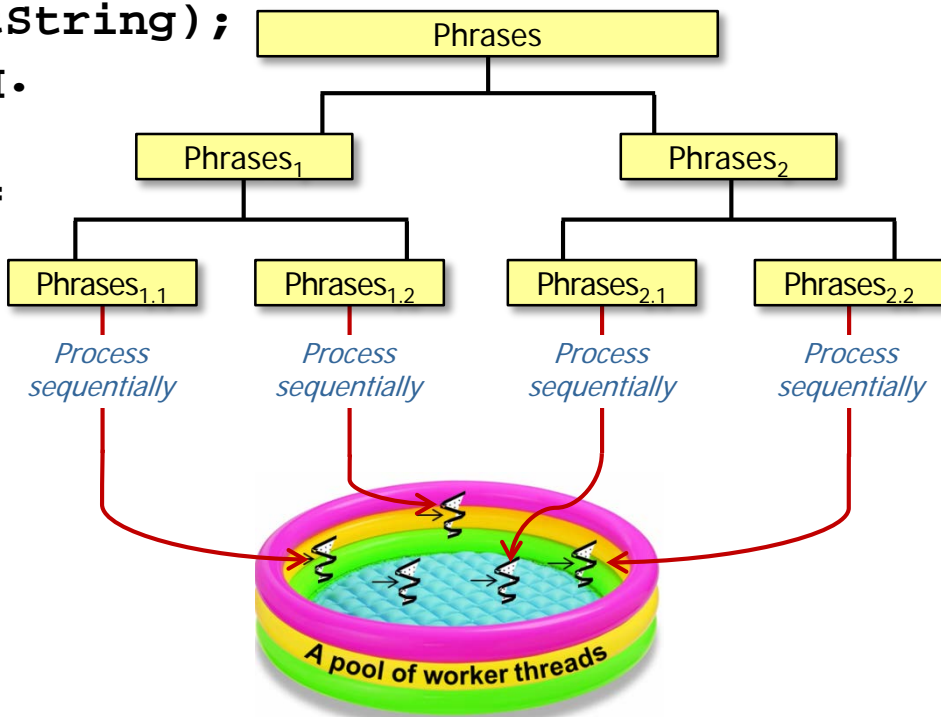 String);
Phrases
Phrases₁
Phrases₂
Phrases₁.₁
Phrases₁.₂
Phrases₂.₁
Phrases₂.₂
Process
sequentially
Process
sequentially
Process
sequentially
Process
sequentially
A pool of worker threads